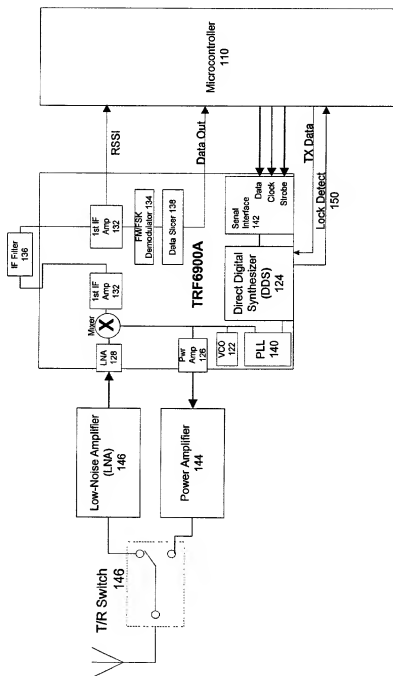 T/R Switch
146
Low-Noise Amplifier
(LNA)
146
Power Amplifier
144
LNA
128
Mixer
X
Pwr
Amp
126
VCO
122
PLL
140
IF Filter
136
1st IF
Amp
132
1st IF
Amp
132
FM/FSK
Demodulator 134
Data Slicer 138
TRF6900A
Direct Digital
Synthesizer
(DDS)
124
Serial
Interface
142
Data
Clock
Strobe
RSSI
Data Out
TX Data
Lock Detect
150
Microcontroller
110